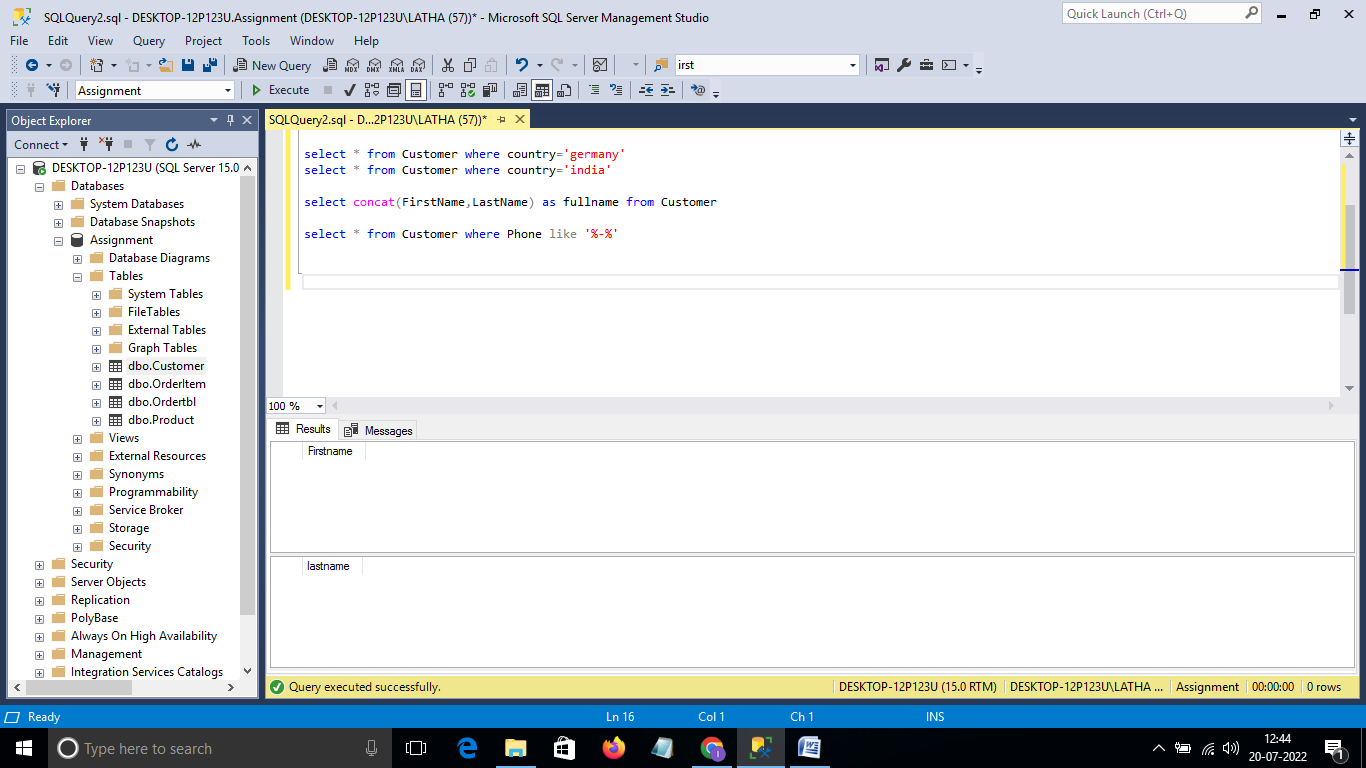 SQLQuery2.sql - DESKTOP-12P123U.Assignment (DESKTOP-12P123U\LATHA (57))* - Microsoft SQL Server Management Studio
Quick Launch (Ctrl+Q)
File Edit View Query Project Tools Window Help
New Query MDX DMX XMLA DAX irst
Assignment Execute
Object Explorer
Connect
DESKTOP-12P123U (SQL Server 15.0
Databases
System Databases
Database Snapshots
Assignment
Database Diagrams
Tables
System Tables
FileTables
External Tables
Graph Tables
dbo.Customer
dbo.OrderItem
dbo.Ordertbl
dbo.Product
Views
External Resources
Synonyms
Programmability
Service Broker
Storage
Security
Security
Server Objects
Replication
PolyBase
Always On High Availability
Management
Integration Services Catalogs
SQLQuery2.sql - D...2P123U\LATHA (57))*
select * from Customer where country='germany'
select * from Customer where country='india'
select concat(FirstName,LastName) as fullname from Customer
select * from Customer where Phone like '%-%'
100 %
Results Messages
Firstname
lastname
Query executed successfully.
DESKTOP-12P123U (15.0 RTM) DESKTOP-12P123U\LATHA ... Assignment 00:00:00 0 rows
Ready Ln 16 Col 1 Ch 1 INS
Type here to search
12:44
20-07-2022
1